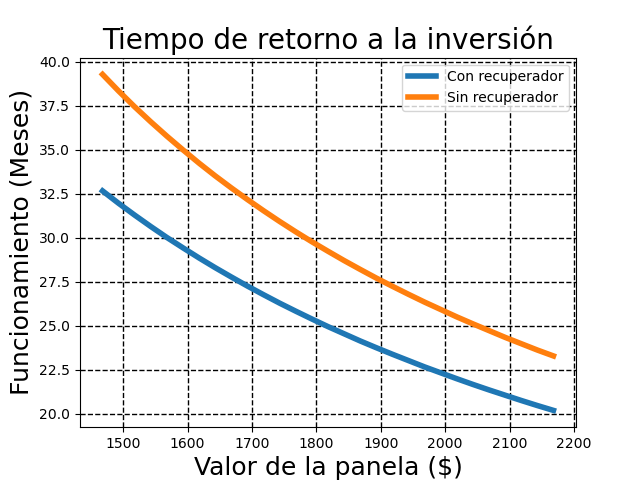 Tiempo de retorno a la inversión
Con recuperador
Sin recuperador
Funcionamiento (Meses)
40.0
37.5
35.0
32.5
30.0
27.5
25.0
22.5
20.0
1500 1600 1700 1800 1900 2000 2100 2200
Valor de la panela ($)